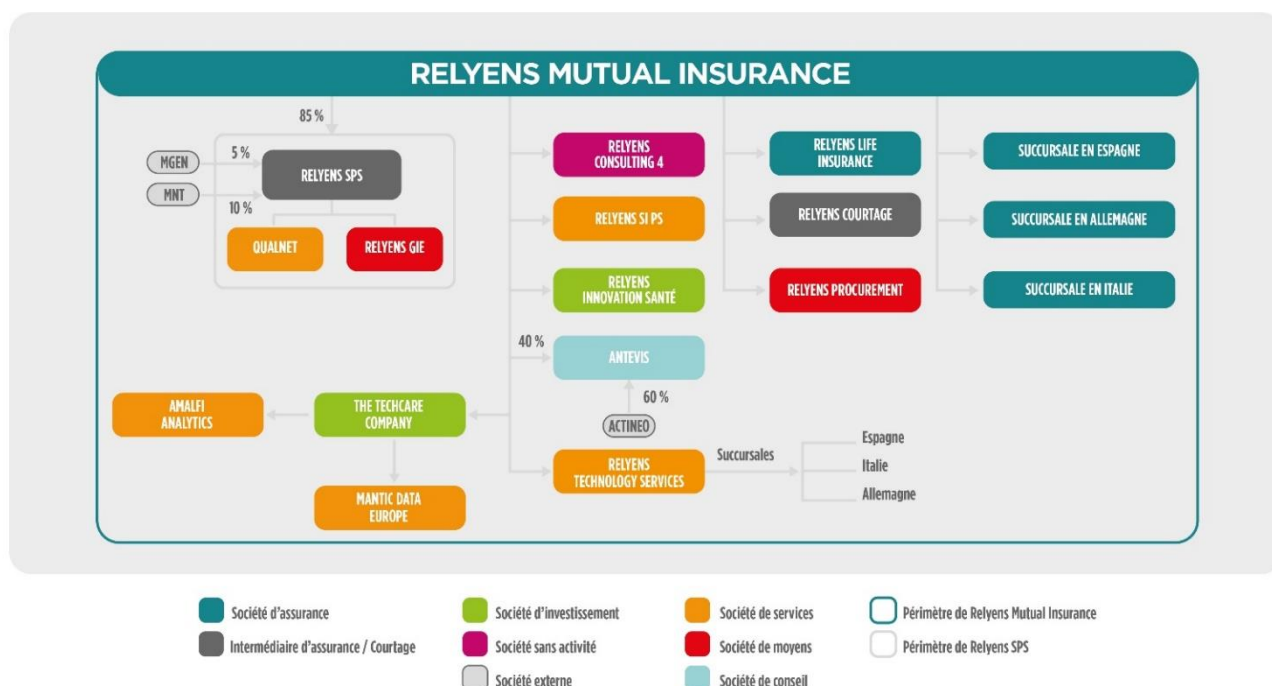 RELYENS MUTUAL INSURANCE
85 %
MGEN
5 %
MNT
10 %
RELYENS SPS
QUALNET
RELYENS GIE
RELYENS
CONSULTING 4
RELYENS SI PS
RELYENS
INNOVATION SANTÉ
40 %
ANTEVIS
60 %
ACTINEO
RELYENS
TECHNOLOGY SERVICES
Succursales
Espagne
Italie
Allemagne
RELYENS LIFE
INSURANCE
RELYENS COURTAGE
RELYENS PROCUREMENT
SUCCURSALE EN ESPAGNE
SUCCURSALE EN ALLEMAGNE
SUCCURSALE EN ITALIE
AMALFI
ANALYTICS
THE TECHCARE
COMPANY
MANTIC DATA
EUROPE
Société d'assurance
Intermédiaire d'assurance / Courtage
Société d'investissement
Société sans activité
Société externe
Société de services
Société de moyens
Société de conseil
Périmètre de Relyens Mutual Insurance
Périmètre de Relyens SPS